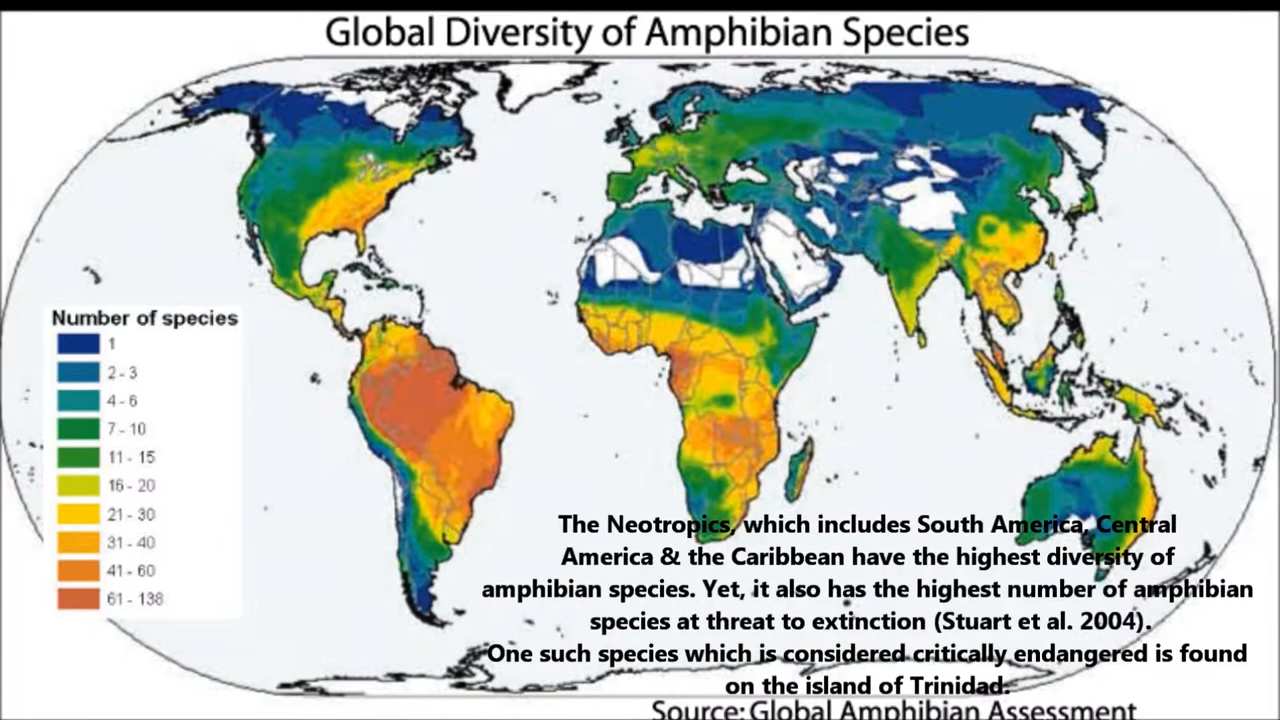 Global Diversity of Amphibian Species
Number of species
1
2 - 3
4 - 6
7 - 10
11 - 15
16 - 20
21 - 30
31 - 40
41 - 60
61 - 138
The Neotropics, which includes South America, Central
America & the Caribbean have the highest diversity of
amphibian species. Yet, it also has the highest number of amphibian
species at threat to extinction (Stuart et al. 2004).
One such species which is considered critically endangered is found
on the island of Trinidad.
Source: Global Amphibian Assessment